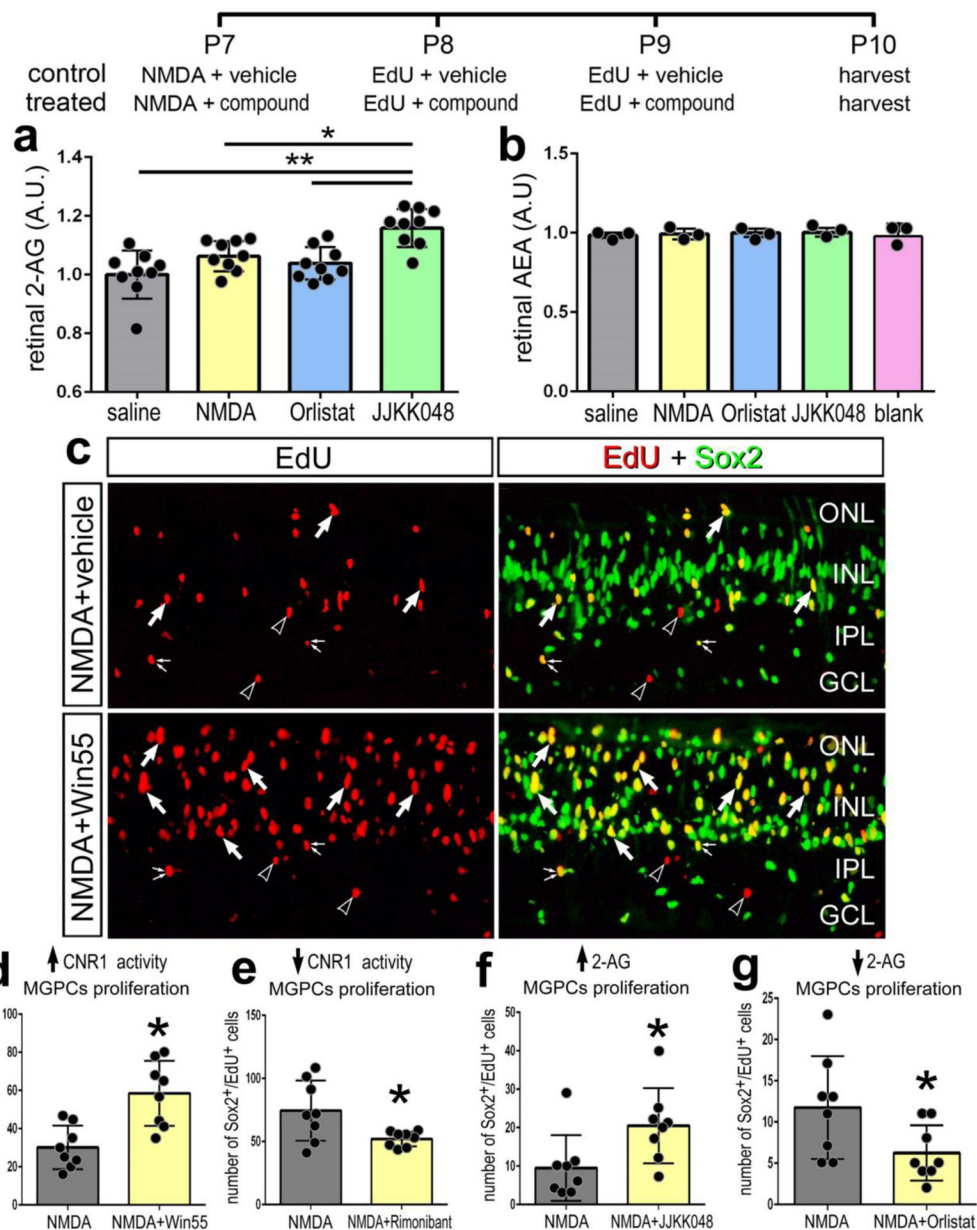 P7 P8 P9 P10
control NMDA + vehicle EdU + vehicle EdU + vehicle harvest
treated NMDA + compound EdU + compound EdU + compound harvest
a
retinal 2-AG (A.U.)
1.4
1.2
1.0
0.8
0.6
*
**
saline NMDA Orlistat JJKK048
b
retinal AEA (A.U)
1.5
1.0
0.5
0.0
saline NMDA Orlistat JJKK048 blank
c
EdU EdU + Sox2
NMDA+vehicle
ONL
INL
IPL
GCL
NMDA+Win55
ONL
INL
IPL
GCL
d
CNR1 activity
MGPCs proliferation
100
80
60
40
20
0
*
NMDA NMDA+Win55
e
CNR1 activity
MGPCs proliferation
number of Sox2+/EdU+ cells
150
100
50
0
*
NMDA NMDA+Rimonibant
f
2-AG
MGPCs proliferation
number of Sox2+/EdU+ cells
50
40
30
20
10
0
*
NMDA NMDA+JJKK048
g
2-AG
MGPCs proliferation
number of Sox2+/EdU+ cells
25
20
15
10
5
0
*
NMDA NMDA+Orlistat